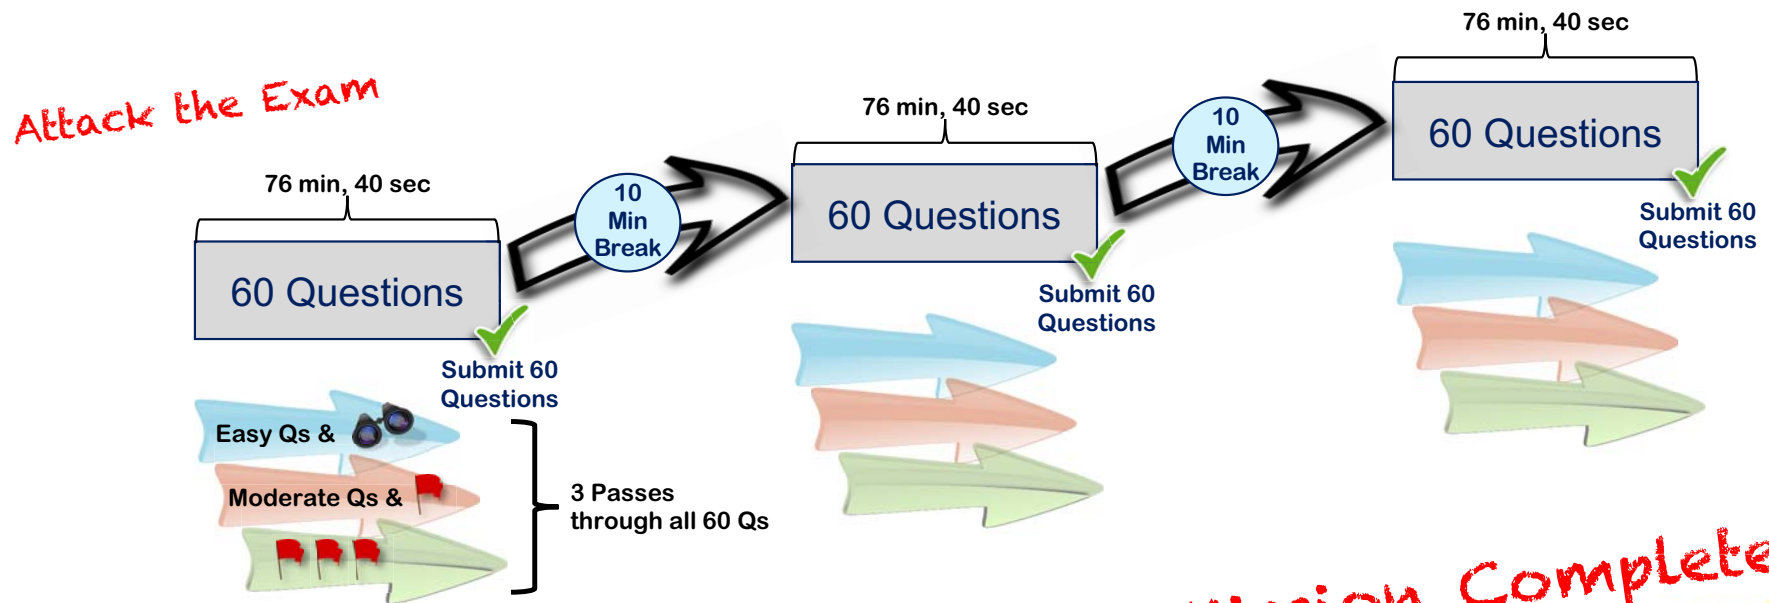 Attack the Exam
76 min, 40 sec
60 Questions
Submit 60
Questions
10
Min
Break
76 min, 40 sec
60 Questions
Submit 60
Questions
10
Min
Break
76 min, 40 sec
60 Questions
Submit 60
Questions
Easy Qs &
Moderate Qs &
3 Passes
through all 60 Qs
Complete